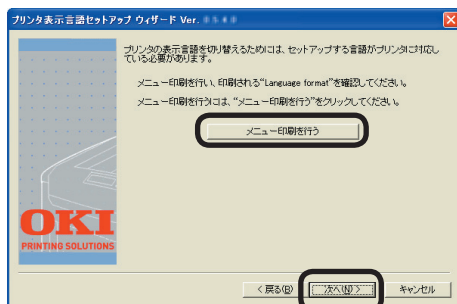 プリンタ表示言語セットアップ ウィザード Ver.
プリンタの表示言語を切り替えるためには、セットアップする言語がプリンタに対応し
ている必要があります。
メニュー印刷を行い、印刷される“Language format”を確認してください。
メニュー印刷を行うには、“メニュー印刷を行う”をクリックしてください。
メニュー印刷を行う
OKI
PRINTING SOLUTIONS
< 戻る(B)
次へ(N) >
キャンセル